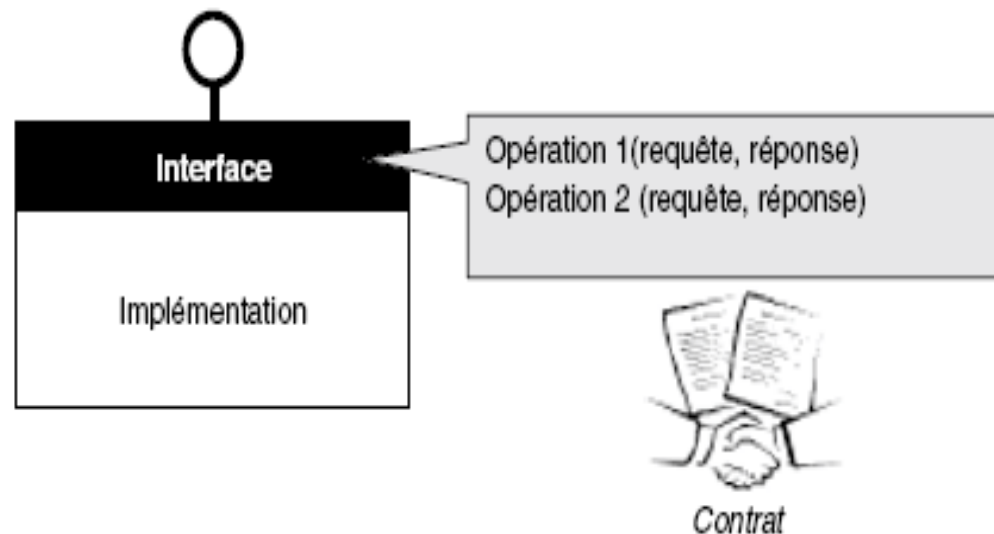 Interface
Opération 1(requête, réponse)
Opération 2 (requête, réponse)
Implémentation
Contrat